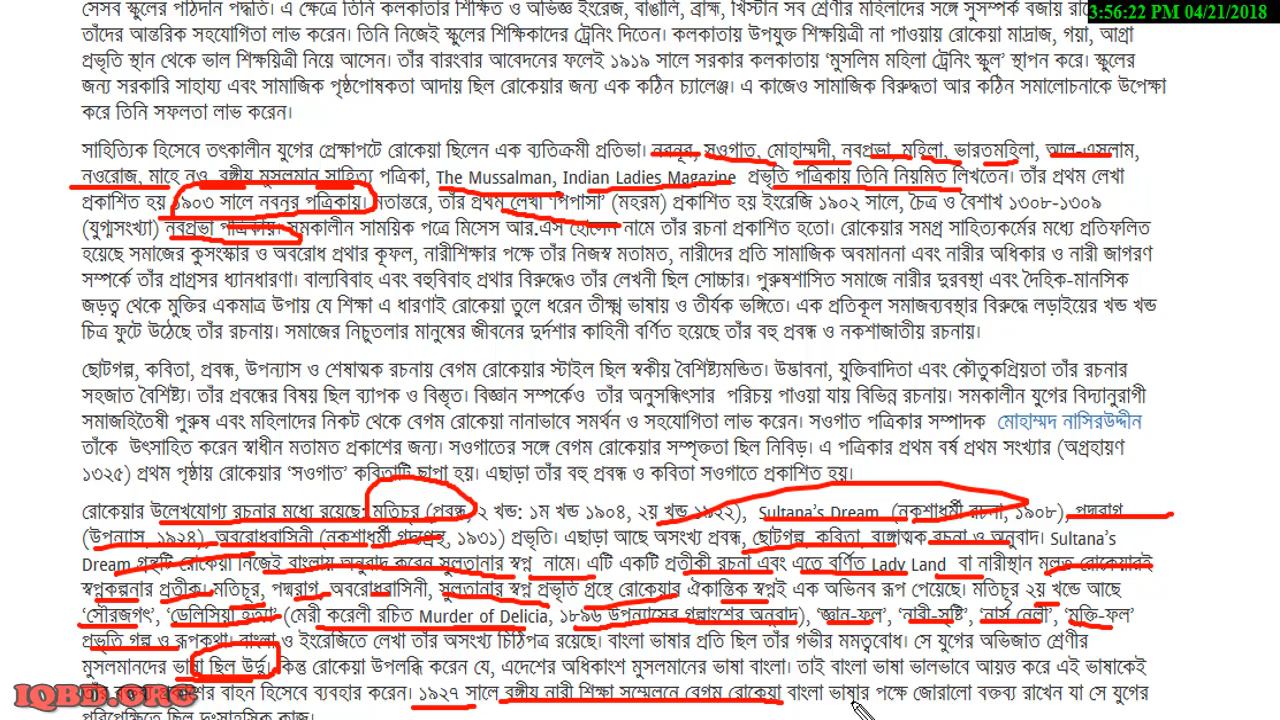 সেসব স্কুলের পাঠদান পদ্ধতি। এ ক্ষেত্রে তিনি কলকাতার শিক্ষিত ও অভিজ্ঞ ইংরেজ, বাঙালি, ব্রাহ্ম, খিস্টান সব শ্রেণীর মহিলাদের সঙ্গে সুসম্পর্ক বজায়
3:56:22 PM 04/21/2018
তাঁদের আন্তরিক সহযোগিতা লাভ করেন। তিনি নিজেই স্কুলের শিক্ষিকাদের ট্রেনিং দিতেন। কলকাতায় উপযুক্ত শিক্ষয়িত্রী না পাওয়ায় রোকেয়া মাদ্রাজ, গয়া, আগ্রা
প্রভৃতি স্থান থেকে ভাল শিক্ষয়িত্রী নিয়ে আসেন। তাঁর বারংবার আবেদনের ফলেই ১৯১৯ সালে সরকার কলকাতায় ‘মুসলিম মহিলা ট্রেনিং স্কুল’ স্থাপন করে। স্কুলের
জন্য সরকারি সাহায্য এবং সামাজিক পৃষ্ঠপোষকতা আদায় ছিল রোকেয়ার জন্য এক কঠিন চ্যালেঞ্জ। এ কাজেও সামাজিক বিরুদ্ধতা আর কঠিন সমালোচনাকে উপেক্ষা
করে তিনি সফলতা লাভ করেন।
সাহিত্যিক হিসেবে তৎকালীন যুগের প্রেক্ষাপটে রোকেয়া ছিলেন এক ব্যতিক্রমী প্রতিভা। নবনূর, সওগাত, মোহাম্মদী, নবপ্রভা, মহিলা, ভারতমহিলা, আল-এসলাম,
নওরোজ, মাহে নও, বঙ্গীয় মুসলমান সাহিত্য পত্রিকা, The Mussalman, Indian Ladies Magazine প্রভৃতি পত্রিকায় তিনি নিয়মিত লিখতেন। তাঁর প্রথম লেখা
প্রকাশিত হয় ১৯০৩ সালে নবনূর পত্রিকায়। মতান্তরে, তাঁর প্রথম লেখা ‘পিপাসা’ (মহরম) প্রকাশিত হয় ইংরেজি ১৯০২ সালে, চৈত্র ও বৈশাখ ১৩০৮-১৩০৯
(যুগ্মসংখ্যা) নবপ্রভা পত্রিকায়। সমকালীন সাময়িক পত্রে মিসেস আর.এস হোসেন নামে তাঁর রচনা প্রকাশিত হতো। রোকেয়ার সমগ্র সাহিত্যকর্মের মধ্যে প্রতিফলিত
হয়েছে সমাজের কুসংস্কার ও অবরোধ প্রথার কূফল, নারীশিক্ষার পক্ষে তাঁর নিজস্ব মতামত, নারীদের প্রতি সামাজিক অবমাননা এবং নারীর অধিকার ও নারী জাগরণ
সম্পর্কে তাঁর প্রাগ্রসর ধ্যানধারণা। বাল্যবিবাহ এবং বহুবিবাহ প্রথার বিরুদ্ধেও তাঁর লেখনী ছিল সোচ্চার। পুরুষশাসিত সমাজে নারীর দুরবস্থা এবং দৈহিক-মানসিক
জড়ত্ব থেকে মুক্তির একমাত্র উপায় যে শিক্ষা এ ধারণাই রোকেয়া তুলে ধরেন তীক্ষ্ম ভাষায় ও তীর্যক ভঙ্গিতে। এক প্রতিকূল সমাজব্যবস্থার বিরুদ্ধে লড়াইয়ের খন্ড খন্ড
চিত্র ফুটে উঠেছে তাঁর রচনায়। সমাজের নিচুতলার মানুষের জীবনের দুর্দশার কাহিনী বর্ণিত হয়েছে তাঁর বহু প্রবন্ধ ও নকশাজাতীয় রচনায়।
ছোটগল্প, কবিতা, প্রবন্ধ, উপন্যাস ও শেষাত্মক রচনায় বেগম রোকেয়ার স্টাইল ছিল স্বকীয় বৈশিষ্ট্যমন্ডিত। উদ্ভাবনা, যুক্তিবাদিতা এবং কৌতুকপ্রিয়তা তাঁর রচনার
সহজাত বৈশিষ্ট্য। তাঁর প্রবন্ধের বিষয় ছিল ব্যাপক ও বিস্তৃত। বিজ্ঞান সম্পর্কেও তাঁর অনুসন্ধিৎসার পরিচয় পাওয়া যায় বিভিন্ন রচনায়। সমকালীন যুগের বিদ্যানুরাগী
সমাজহিতৈষী পুরুষ এবং মহিলাদের নিকট থেকে বেগম রোকেয়া নানাভাবে সমর্থন ও সহযোগিতা লাভ করেন। সওগাত পত্রিকার সম্পাদক মোহাম্মদ নাসিরউদ্দীন
তাঁকে উৎসাহিত করেন স্বাধীন মতামত প্রকাশের জন্য। সওগাতের সঙ্গে বেগম রোকেয়ার সম্পৃক্ততা ছিল নিবিড়। এ পত্রিকার প্রথম বর্ষ প্রথম সংখ্যার (অগ্রহায়ণ
১৩২৫) প্রথম পৃষ্ঠায় রোকেয়ার ‘সওগাত’ কবিতাটি ছাপা হয়। এছাড়া তাঁর বহু প্রবন্ধ ও কবিতা সওগাতে প্রকাশিত হয়।
রোকেয়ার উলেখযোগ্য রচনার মধ্যে রয়েছে: মতিচূর (প্রবন্ধ, ২ খন্ড: ১ম খন্ড ১৯০৪, ২য় খন্ড ১৯২২), Sultana’s Dream (নকশাধর্মী রচনা, ১৯০৮), পদ্মরাগ
(উপন্যাস, ১৯২৪), অবরোধবাসিনী (নকশাধর্মী গদ্যগ্রন্থ, ১৯৩১) প্রভৃতি। এছাড়া আছে অসংখ্য প্রবন্ধ, ছোটগল্প, কবিতা, ব্যঙ্গাত্মক রচনা ও অনুবাদ। Sultana’s
Dream গ্রন্থটি রোকেয়া নিজেই বাংলায় অনুবাদ করেন সুলতানার স্বপ্ন নামে। এটি একটি প্রতীকী রচনা এবং এতে বর্ণিত Lady Land বা নারীস্থান মূলত রোকেয়ারই
স্বপ্নকল্পনার প্রতীক। মতিচূর, পদ্মরাগ, অবরোধবাসিনী, সুলতানার স্বপ্ন প্রভৃতি গ্রন্থে রোকেয়ার ঐকান্তিক স্বপ্নই এক অভিনব রূপ পেয়েছে। মতিচূর ২য় খন্ডে আছে
‘সৌরজগৎ’, ‘ডেলিসিয়া হত্যা’ (মেরী করেলী রচিত Murder of Delicia, ১৮৯৬ উপন্যাসের গল্পাংশের অনুবাদ), ‘জ্ঞান-ফল’, ‘নারী-সৃষ্টি’, ‘নার্স নেলী’, ‘মুক্তি-ফল’
প্রভৃতি গল্প ও রূপকথা। বাংলা ও ইংরেজিতে লেখা তাঁর অসংখ্য চিঠিপত্র রয়েছে। বাংলা ভাষার প্রতি ছিল তাঁর গভীর মমত্ববোধ। সে যুগের অভিজাত শ্রেণীর
মুসলমানদের ভাষা ছিল উর্দু। কিন্তু রোকেয়া উপলব্ধি করেন যে, এদেশের অধিকাংশ মুসলমানের ভাষা বাংলা। তাই বাংলা ভাষা ভালভাবে আয়ত্ত করে এই ভাষাকেই
বাহন হিসেবে ব্যবহার করেন। ১৯২৭ সালে বঙ্গীয় নারী শিক্ষা সম্মেলনে বেগম রোকেয়া বাংলা ভাষার পক্ষে জোরালো বক্তব্য রাখেন যা সে যুগের
IQBD.ORG
পরিপ্রেক্ষিতে ছিল দুঃসাহসিক কাজ।